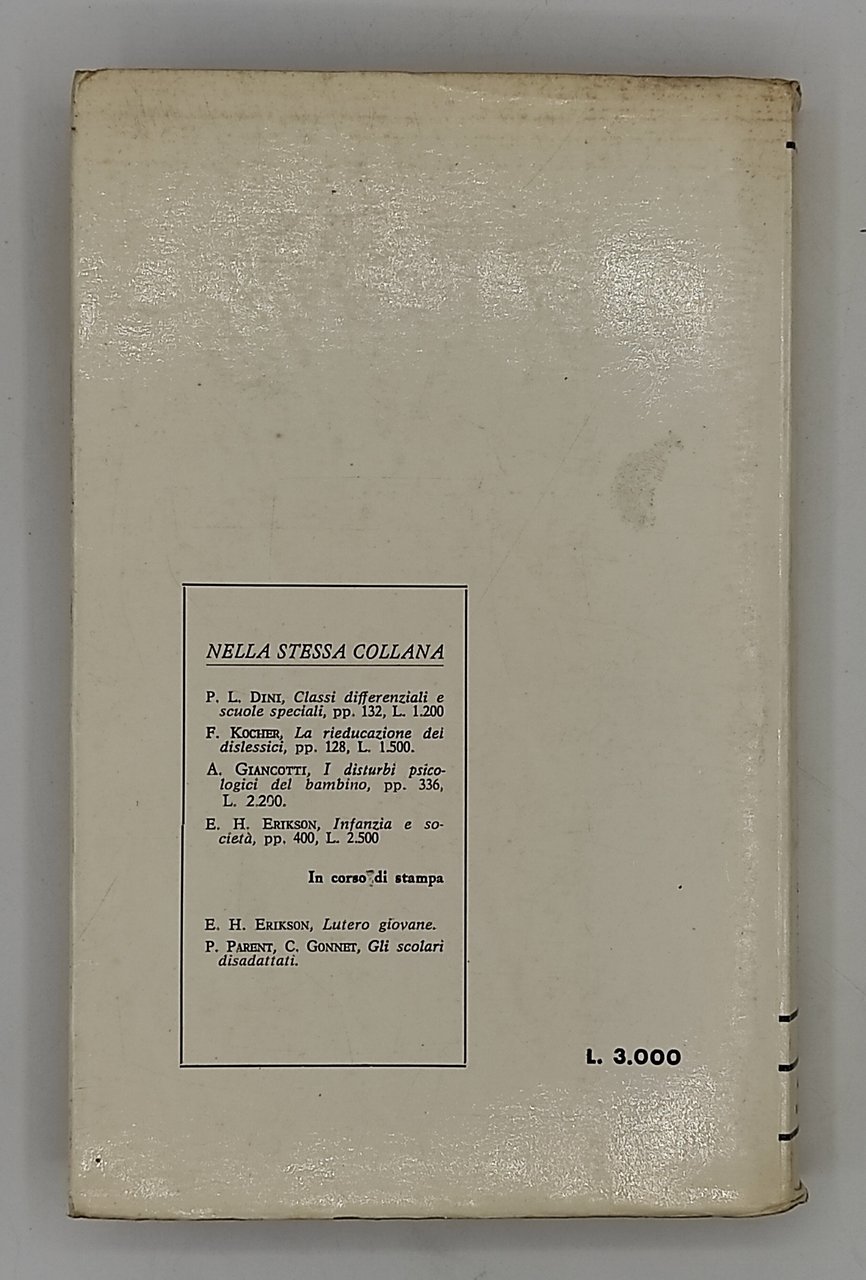 NELLA STESSA COLLANA
P. L. DINI, Classi differenziali e
scuole speciali, pp. 132, L. 1.200
F. KOCHER, La rieducazione dei
dislessici, pp. 128, L. 1.500.
A. GIANCOTTI, I disturbi psico-
logici del bambino, pp. 336,
L. 2.200.
E. H. ERIKSON, Infanzia e so-
cietà, pp. 400, L. 2.500
In corso di stampa
E. H. ERIKSON, Lutero giovane.
P. PARENT, C. GONNET, Gli scolari
disadattati.
L. 3.000